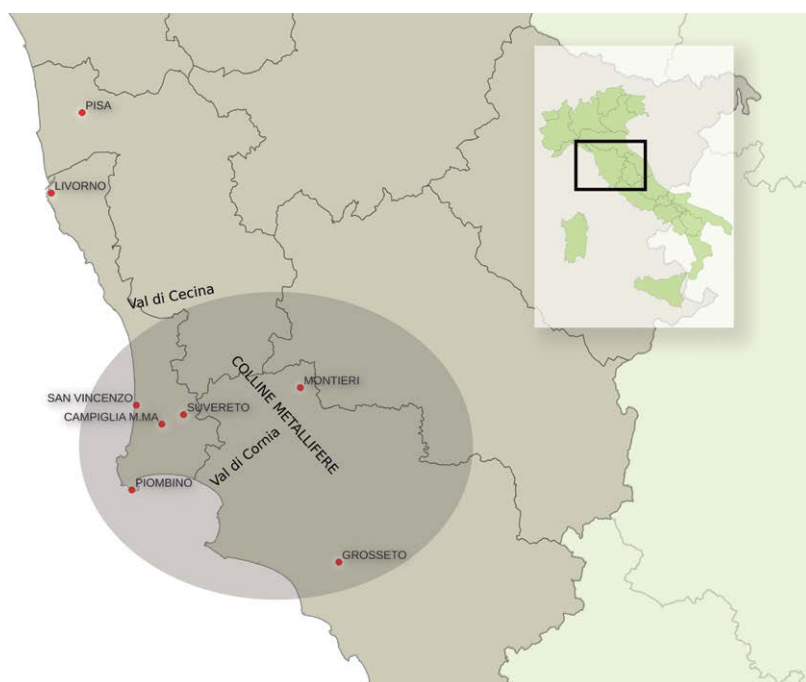 PISA
LIVORNO
Val di Cecina
COLLINE METALLIFERE
MONTIERI
SAN VINCENZO
SUVERETO
CAMPIGLIA M.MA
Val di Cornia
PIOMBINO
GROSSETO